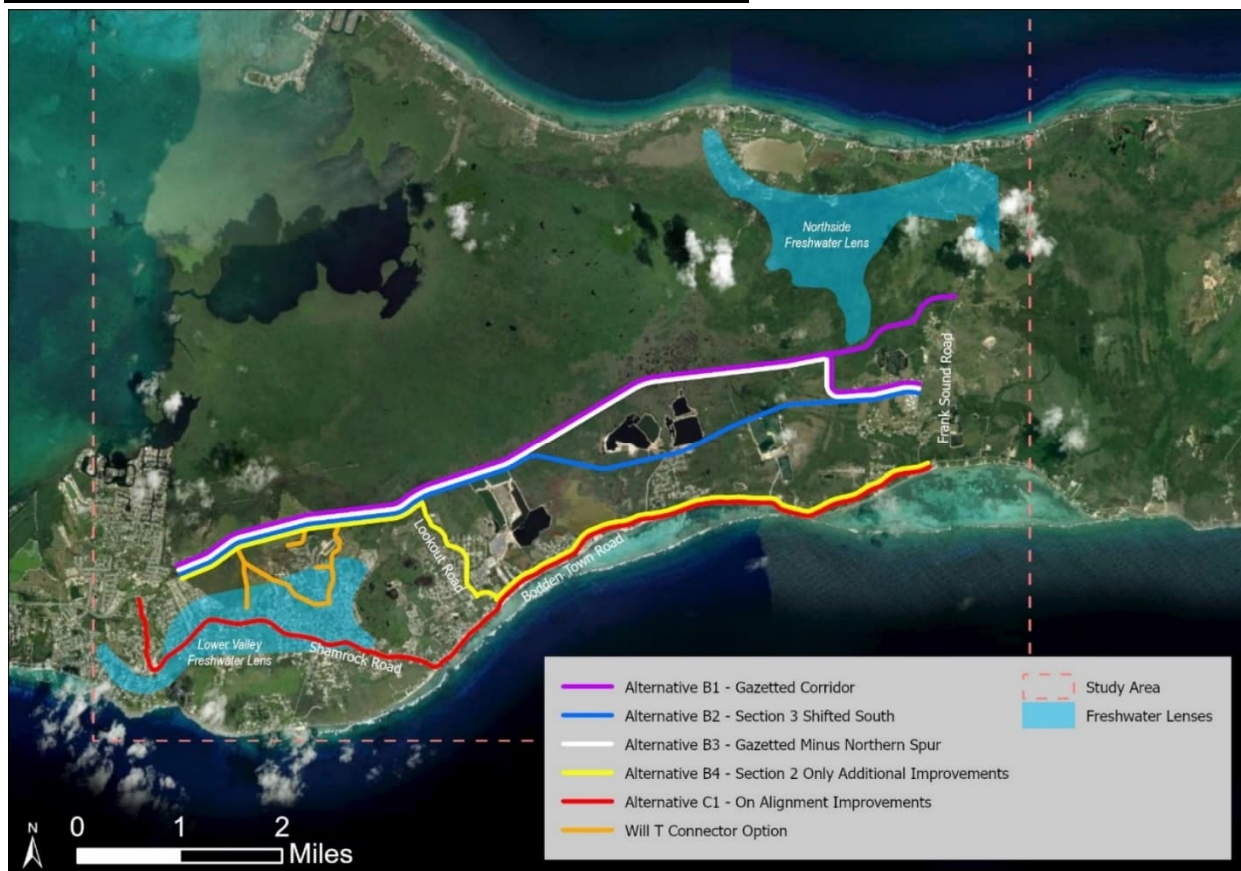 Northside
Freshwater Lens
Frank Sound Road
Lookout Road
Bodden Town Road
Lower Valley
Freshwater Lens
Shamrock Road
Alternative B1 - Gazetted Corridor
Alternative B2 - Section 3 Shifted South
Alternative B3 - Gazetted Minus Northern Spur
Alternative B4 - Section 2 Only Additional Improvements
Alternative C1 - On Alignment Improvements
Will T Connector Option
Study Area
Freshwater Lenses
N
0 1 2
Miles